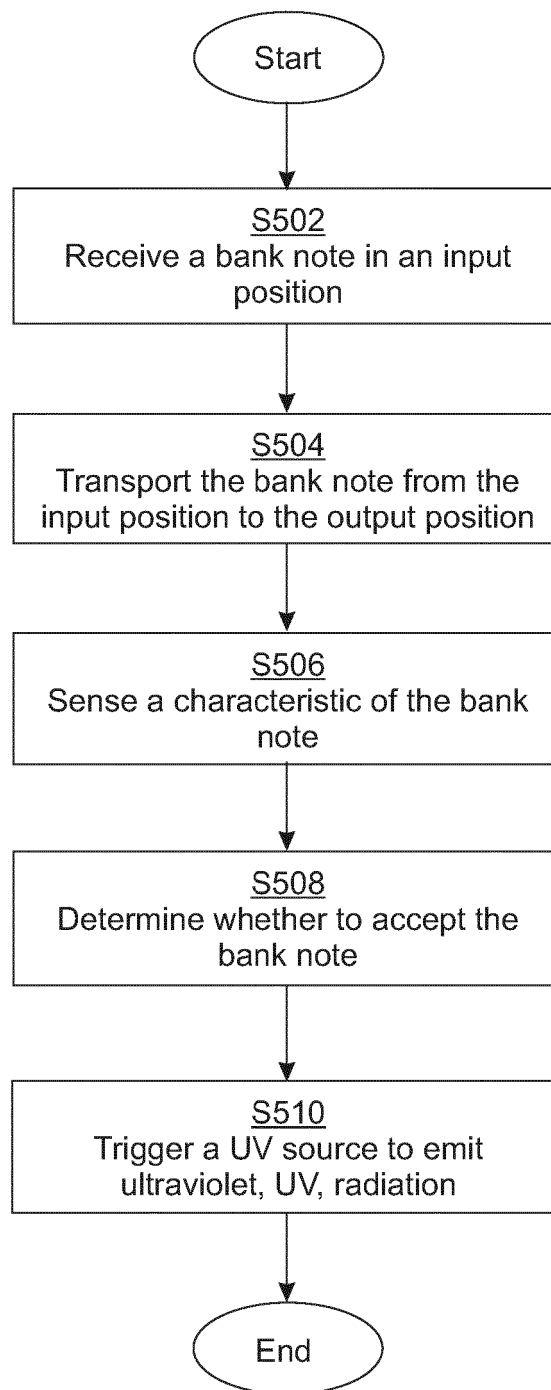 Start
S502
Receive a bank note in an input
position
S504
Transport the bank note from the
input position to the output position
S506
Sense a characteristic of the bank
note
S508
Determine whether to accept the
bank note
S510
Trigger a UV source to emit
ultraviolet, UV, radiation
End